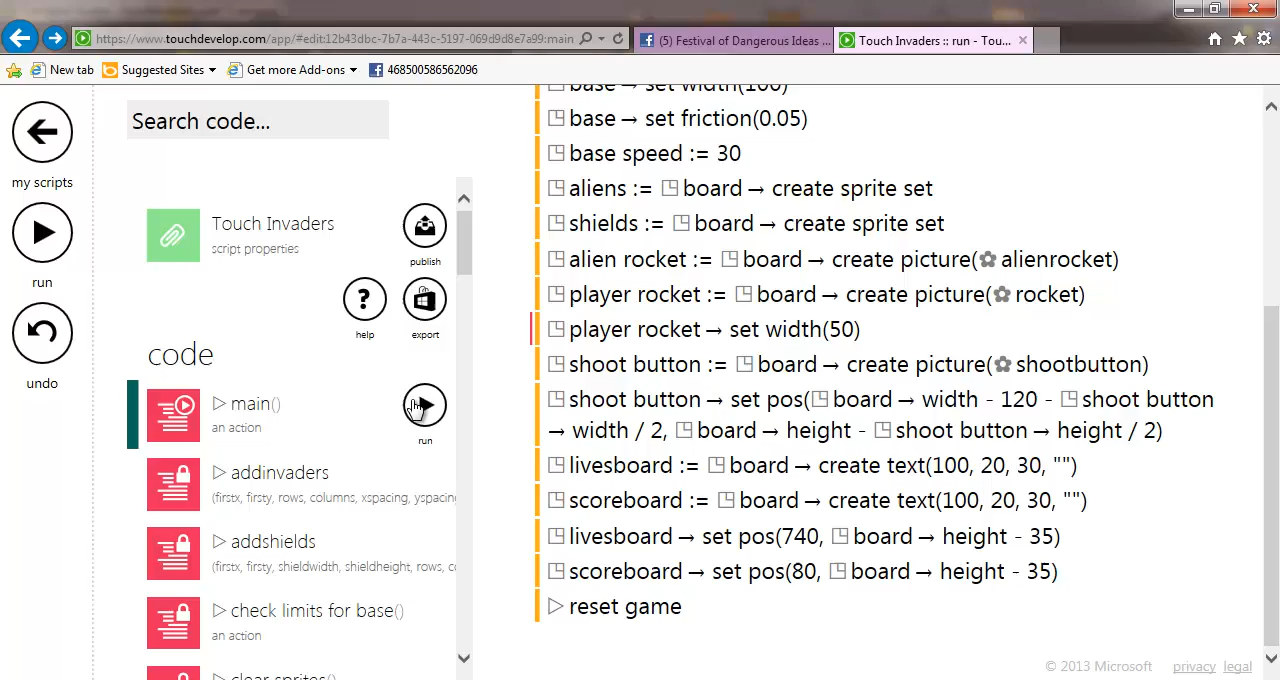 https://www.touchdevelop.com/app/#edit:12b43dbc-7b7a-443c-5197-069d9d8e7a99:main
(5) Festival of Dangerous Ideas ...
Touch Invaders :: run - Tou...
New tab
Suggested Sites
Get more Add-ons
468500586562096
my scripts
run
undo
Search code...
Touch Invaders
script properties
publish
help
export
code
▷ main()
an action
run
▷ addinvaders
(firstx, firsty, rows, columns, xspacing, yspacing
▷ addshields
(firstx, firsty, shieldwidth, shieldheight, rows, co
▷ check limits for base()
an action
▷ clear sprites()
base → set width(100)
base → set friction(0.05)
base speed := 30
aliens := board → create sprite set
shields := board → create sprite set
alien rocket := board → create picture(✿ alienrocket)
player rocket := board → create picture(✿ rocket)
player rocket → set width(50)
shoot button := board → create picture(✿ shootbutton)
shoot button → set pos(board → width - 120 - shoot button
→ width / 2, board → height - shoot button → height / 2)
livesboard := board → create text(100, 20, 30, "")
scoreboard := board → create text(100, 20, 30, "")
livesboard → set pos(740, board → height - 35)
scoreboard → set pos(80, board → height - 35)
▷ reset game
© 2013 Microsoft privacy legal